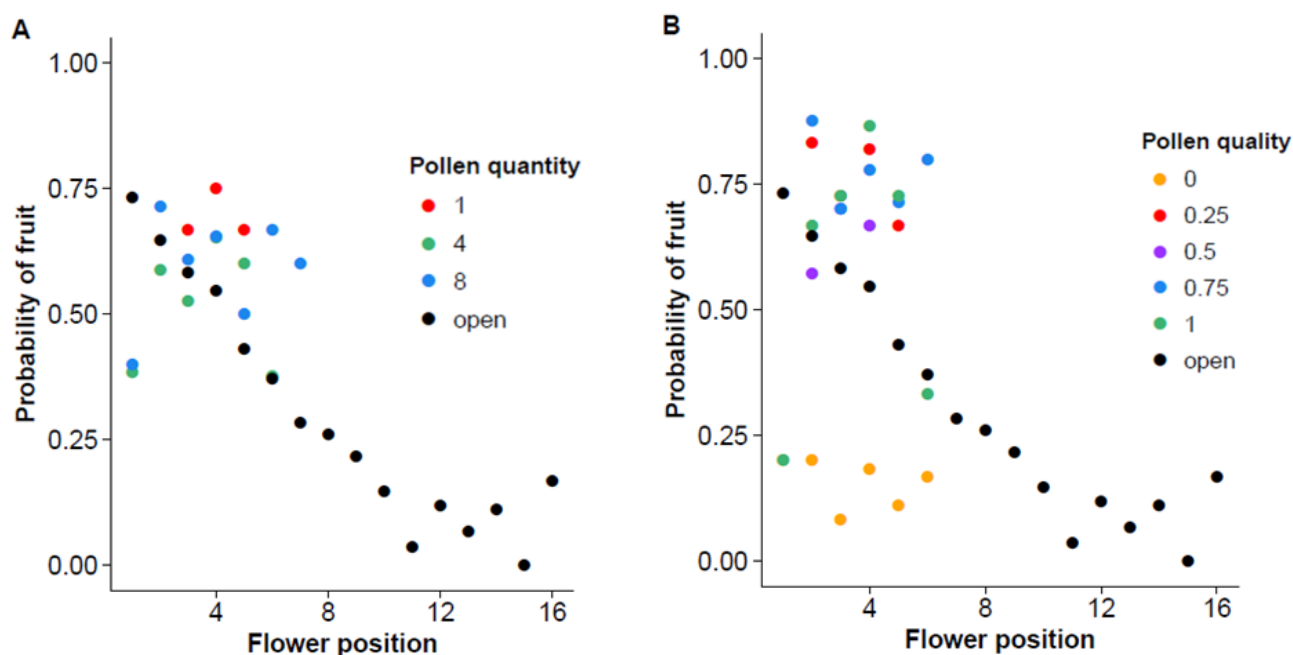 A
Probability of fruit
1.00
0.75
0.50
0.25
0.00
4
8
12
16
Flower position
Pollen quantity
1
4
8
open
B
Probability of fruit
1.00
0.75
0.50
0.25
0.00
4
8
12
16
Flower position
Pollen quality
0
0.25
0.5
0.75
1
open